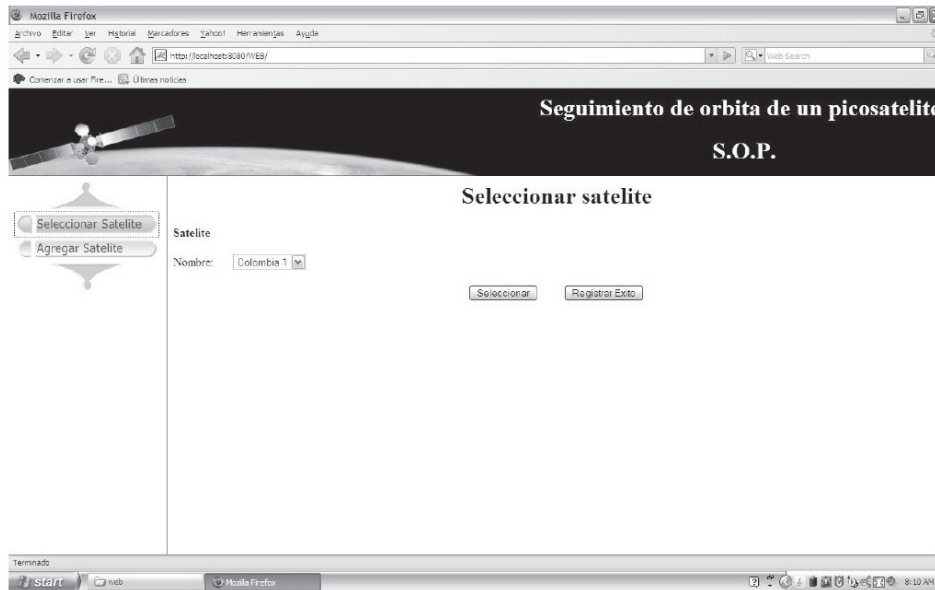 Mozilla Firefox
Archivo Editar Ver Historial Marcadores Yahoo! Herramientas Ayuda
http://localhost:8080/WEB/
Web Search
Comenzar a usar Fire... Últimas noticias
Seguimiento de orbita de un picosatelite
S.O.P.
Seleccionar Satelite
Agregar Satelite
Seleccionar satelite
Satelite
Nombre: Colombia 1
Seleccionar Registrar Exito
Terminado
start web Mozilla Firefox 8:10 AM